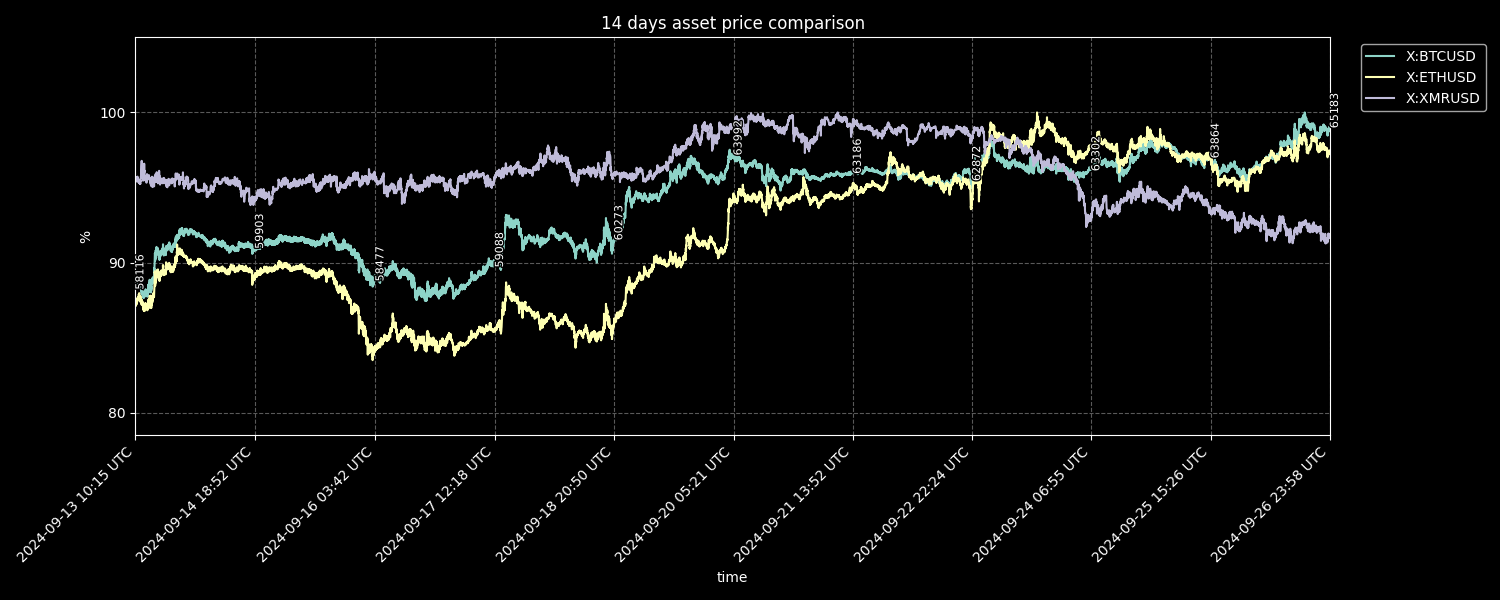 14 days asset price comparison
X:BTCUSD
X:ETHUSD
X:XMRUSD
%
100
90
80
58116
59903
58477
59088
60273
63992
63186
62872
63302
63864
65183
2024-09-13 10:15 UTC
2024-09-14 18:52 UTC
2024-09-16 03:42 UTC
2024-09-17 12:18 UTC
2024-09-18 20:50 UTC
2024-09-20 05:21 UTC
2024-09-21 13:52 UTC
2024-09-22 22:24 UTC
2024-09-24 06:55 UTC
2024-09-25 15:26 UTC
2024-09-26 23:58 UTC
time